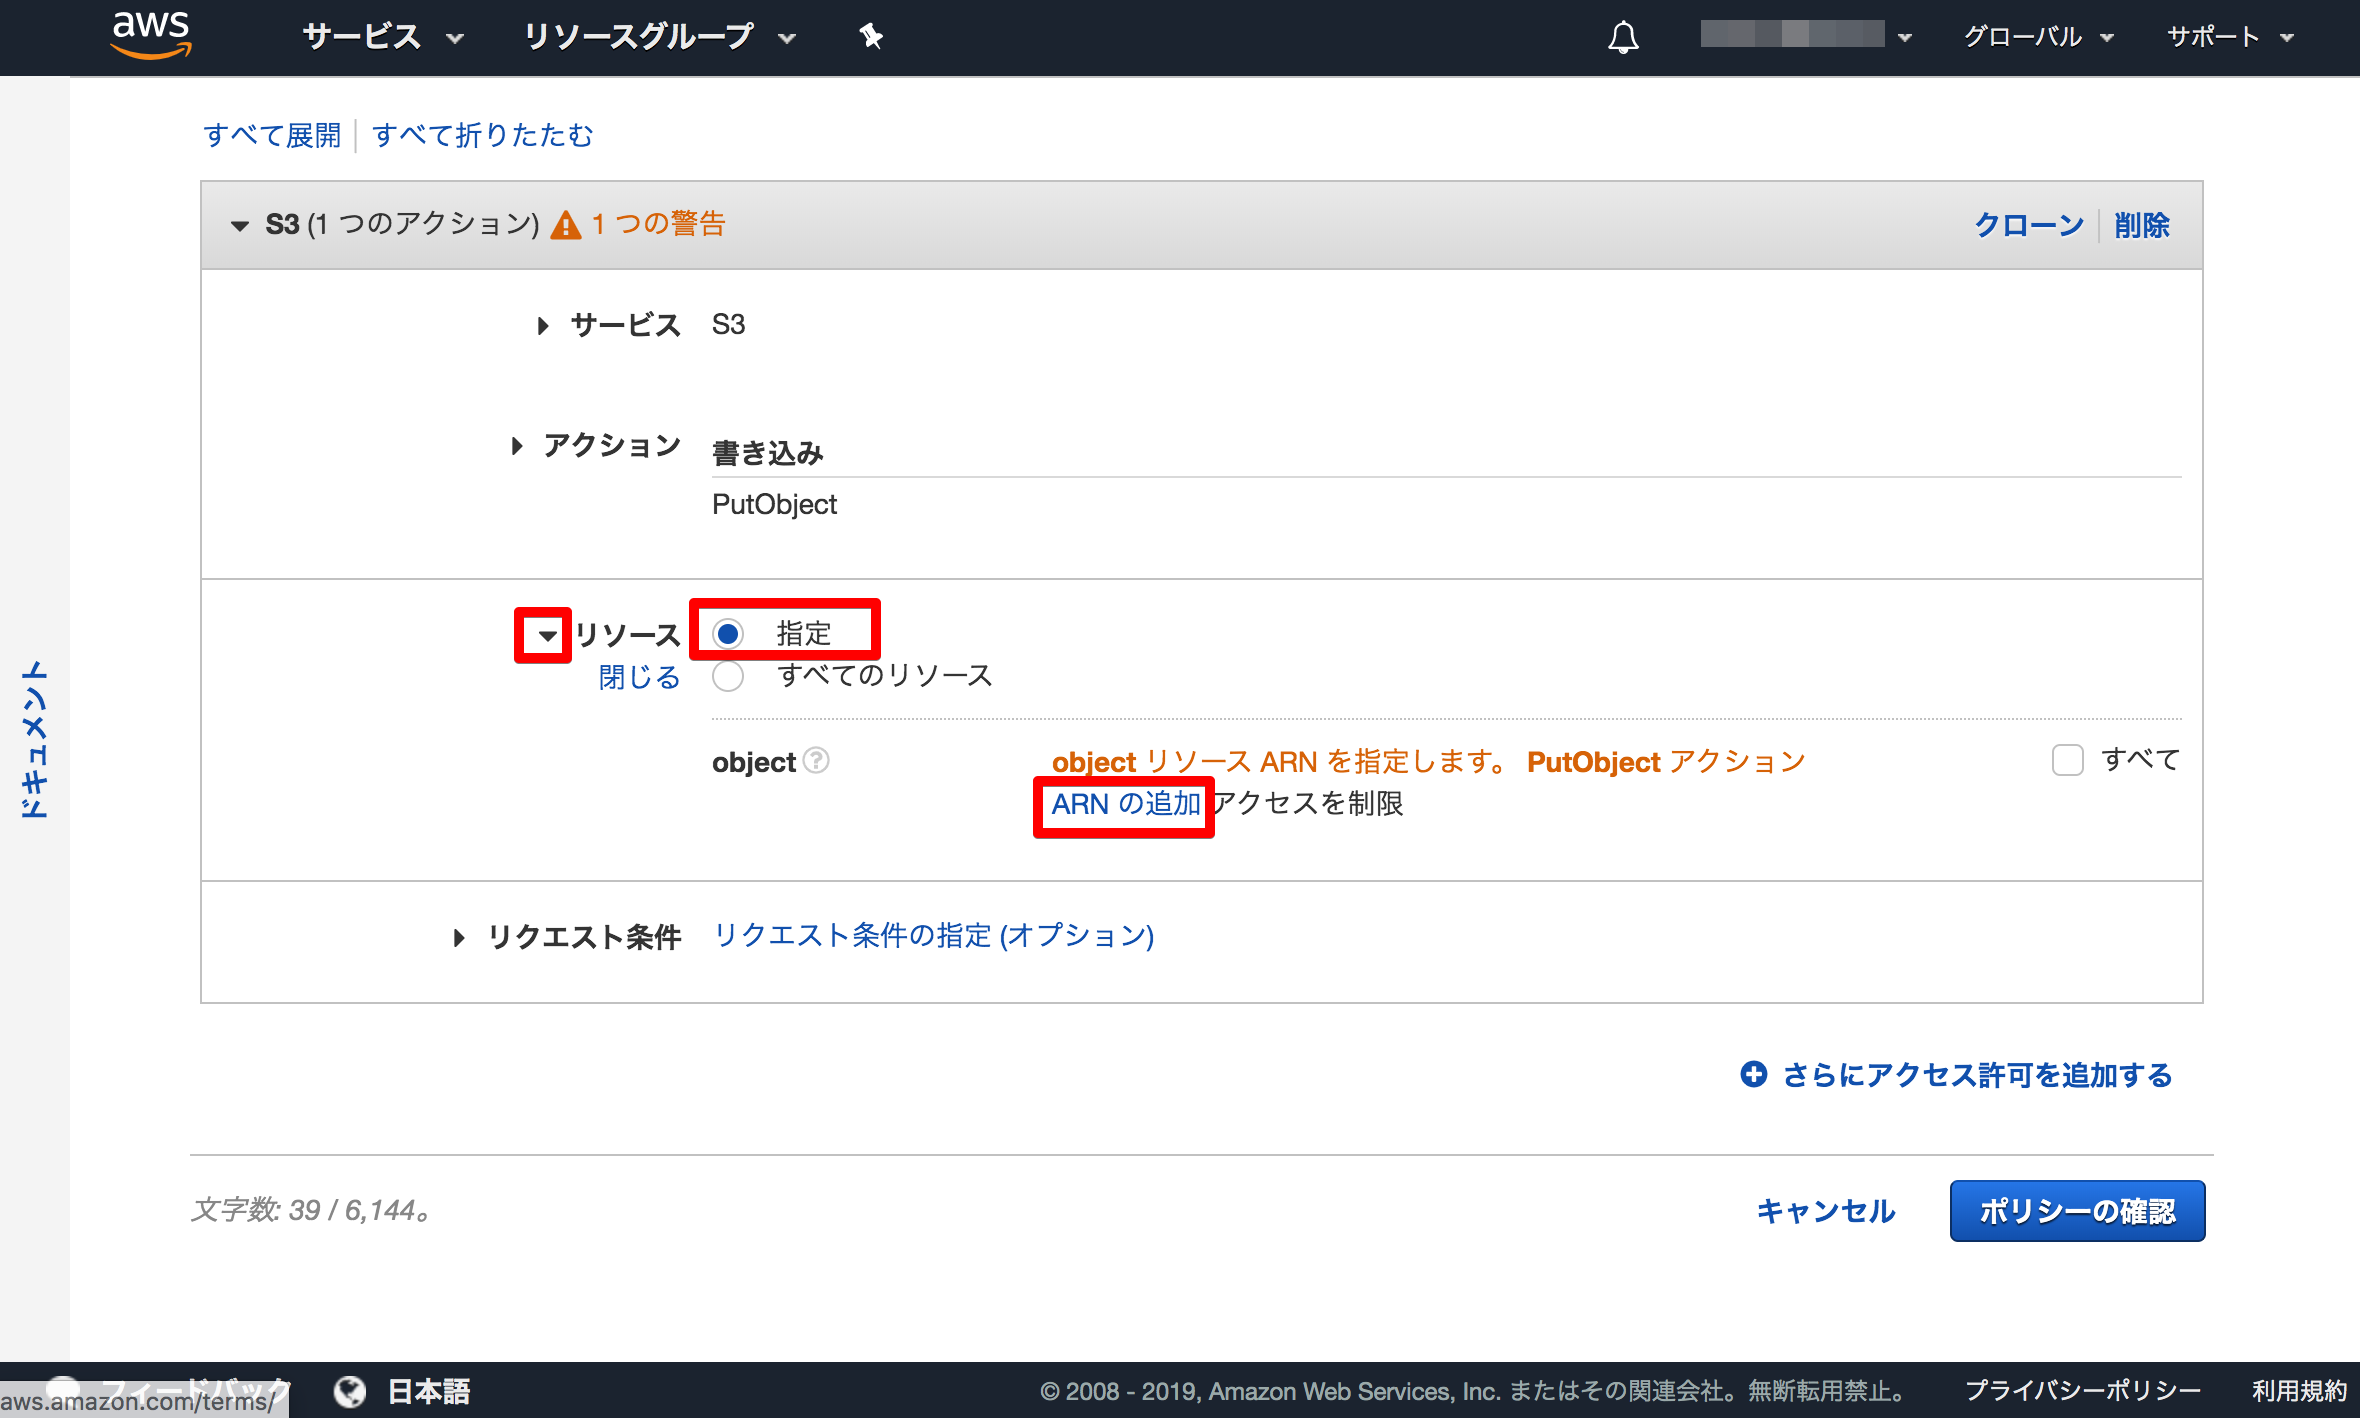 aws サービス リソースグループ グローバル サポート
すべて展開 すべて折りたたむ
S3 (1 つのアクション) 1 つの警告 クローン 削除
サービス S3
アクション 書き込み
PutObject
リソース 指定
閉じる すべてのリソース
object ? object リソース ARN を指定します。 PutObject アクション すべて
ARN の追加 アクセスを制限
リクエスト条件 リクエスト条件の指定 (オプション)
ドキュメント
さらにアクセス許可を追加する
文字数: 39 / 6,144。 キャンセル ポリシーの確認
フィードバック 日本語 © 2008 - 2019, Amazon Web Services, Inc. またはその関連会社。無断転用禁止。 プライバシーポリシー 利用規約
aws.amazon.com/terms/